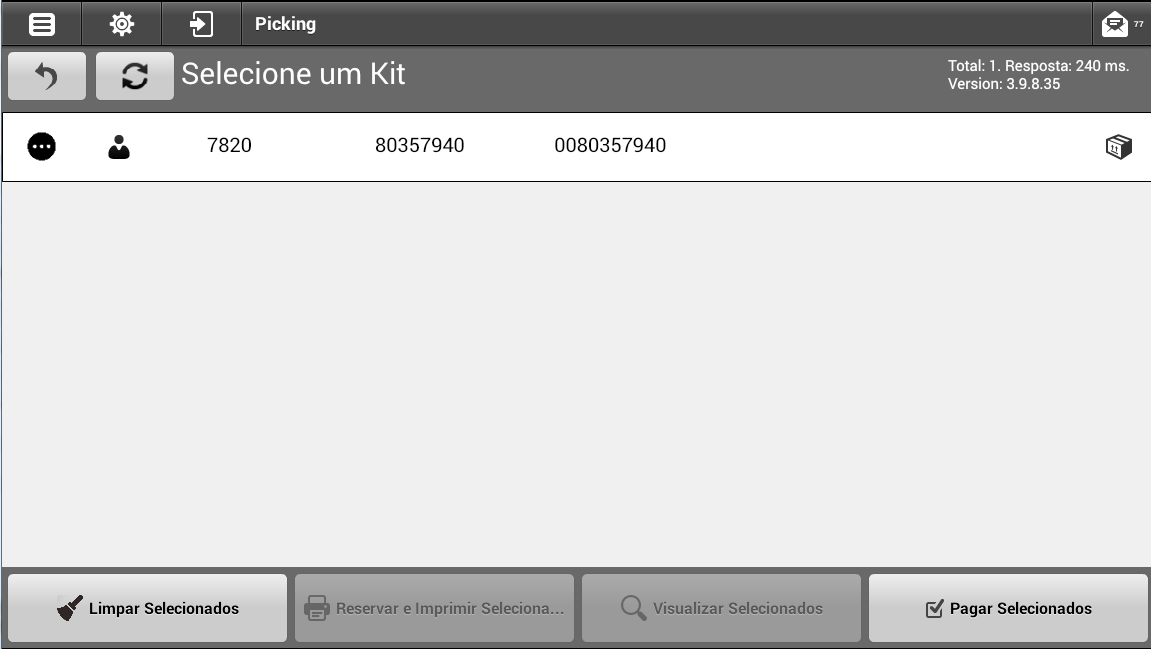 Picking
77
Selecione um Kit
Total: 1. Resposta: 240 ms.
Version: 3.9.8.35
7820 80357940 0080357940
Limpar Selecionados
Reservar e Imprimir Seleciona...
Visualizar Selecionados
Pagar Selecionados